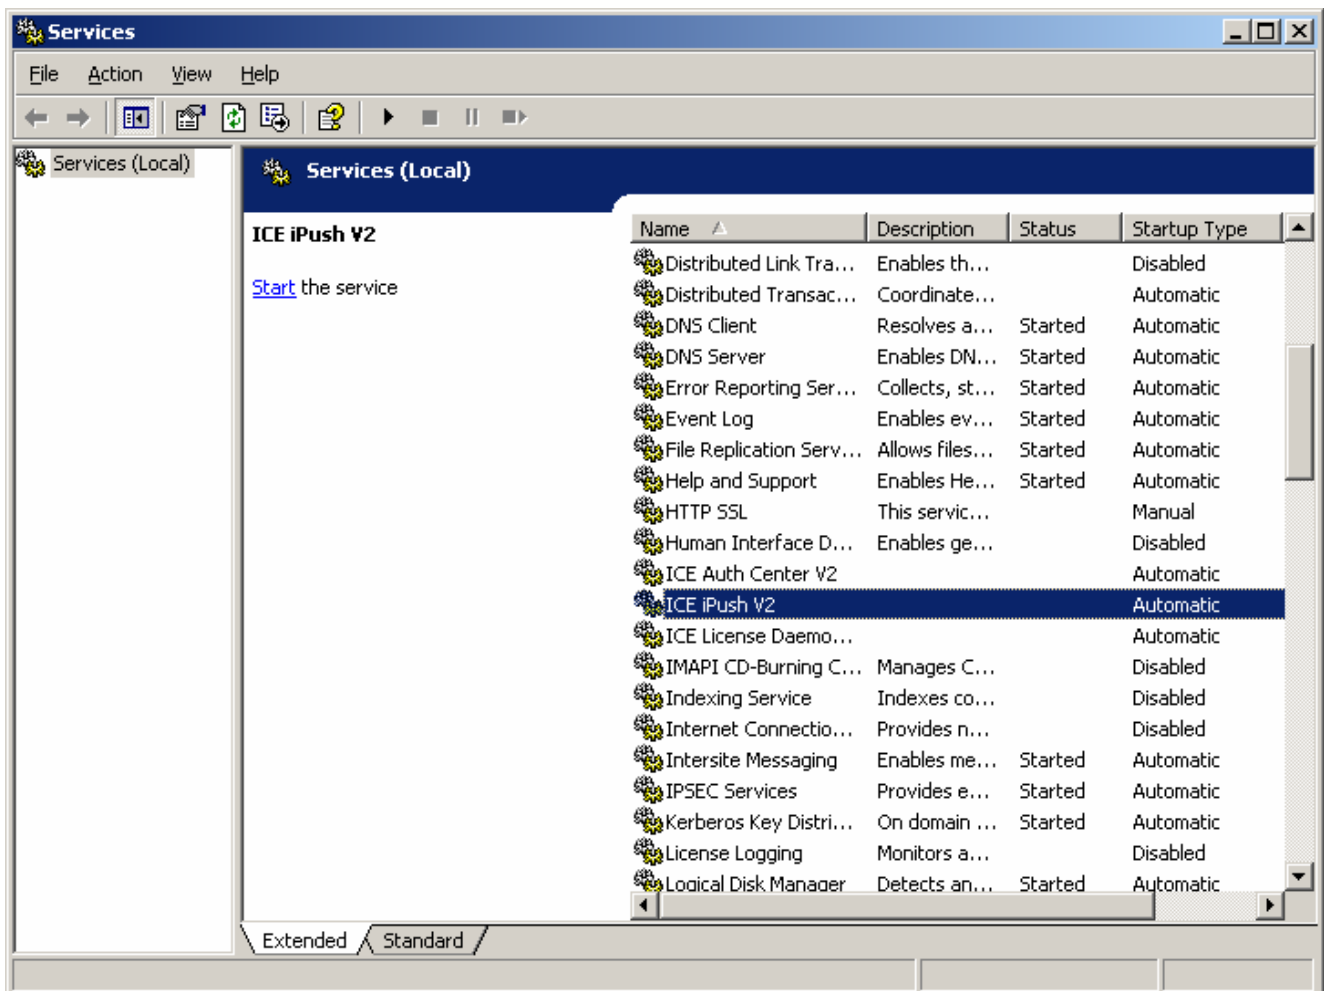 Services
File Action View Help
Services (Local)
Services (Local)
ICE iPush V2
Start the service
Name Description Status Startup Type
Distributed Link Tra... Enables th... Disabled
Distributed Transac... Coordinate... Automatic
DNS Client Resolves a... Started Automatic
DNS Server Enables DN... Started Automatic
Error Reporting Ser... Collects, st... Started Automatic
Event Log Enables ev... Started Automatic
File Replication Serv... Allows files... Started Automatic
Help and Support Enables He... Started Automatic
HTTP SSL This servic... Manual
Human Interface D... Enables ge... Disabled
ICE Auth Center V2 Automatic
ICE iPush V2 Automatic
ICE License Daemo... Automatic
IMAPI CD-Burning C... Manages C... Disabled
Indexing Service Indexes co... Disabled
Internet Connectio... Provides n... Disabled
Intersite Messaging Enables me... Started Automatic
IPSEC Services Provides e... Started Automatic
Kerberos Key Distri... On domain ... Started Automatic
License Logging Monitors a... Disabled
Logical Disk Manager Detects an... Started Automatic
Extended Standard